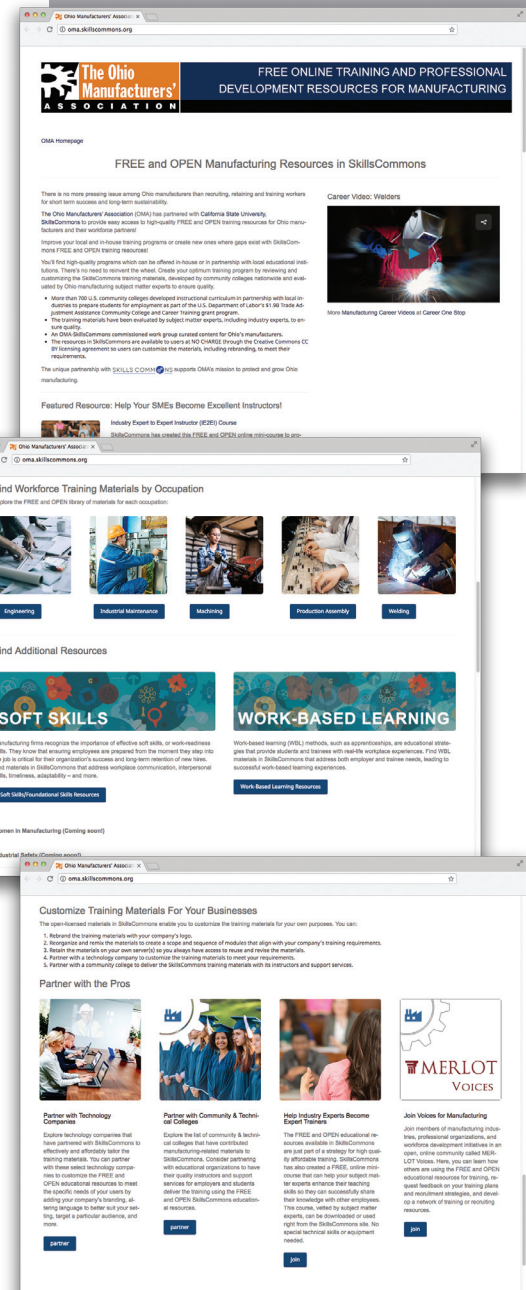 Ohio Manufacturers' Associat
oma.skillscommons.org
The Ohio
Manufacturers'
ASSOCIATION
FREE ONLINE TRAINING AND PROFESSIONAL
DEVELOPMENT RESOURCES FOR MANUFACTURING
OMA Homepage
FREE and OPEN Manufacturing Resources in SkillsCommons
There is no more pressing issue among Ohio manufacturers than recruiting, retaining and training workers
for short term success and long-term sustainability.
The Ohio Manufacturers' Association (OMA) has partnered with California State University,
SkillsCommons to provide easy access to high-quality FREE and OPEN training resources for Ohio manu-
facturers and their workforce partners!
Improve your local and in-house training programs or create new ones where gaps exist with SkillsCom-
mons FREE and OPEN training resources!
You'll find high-quality programs which can be offered in-house or in partnership with local educational insti-
tutions. There's no need to reinvent the wheel. Create your optimum training program by reviewing and
customizing the SkillsCommons training materials, developed by community colleges nationwide and eval-
uated by Ohio manufacturing subject matter experts to ensure quality.
• More than 700 U.S. community colleges developed instructional curriculum in partnership with local in-
dustries to prepare students for employment as part of the U.S. Department of Labor's $1.9B Trade Ad-
justment Assistance Community College and Career Training grant program.
• The training materials have been evaluated by subject matter experts, including industry experts, to en-
sure quality.
• An OMA-SkillsCommons commissioned work group curated content for Ohio's manufacturers.
• The resources in SkillsCommons are available to users at NO CHARGE through the Creative Commons CC
BY licensing agreement so users can customize the materials, including rebranding, to meet their
requirements.
The unique partnership with SKILLS COMMONS supports OMA's mission to protect and grow Ohio
manufacturing.
Career Video: Welders
More Manufacturing Career Videos at Career One Stop
Featured Resource: Help Your SMEs Become Excellent Instructors!
Industry Expert to Expert Instructor (IE2EI) Course
SkillsCommons has created this FREE and OPEN online mini-course to pro-
Ohio Manufacturers' Associat
oma.skillscommons.org
ind Workforce Training Materials by Occupation
plore the FREE and OPEN library of materials for each occupation:
Engineering
Industrial Maintenance
Machining
Production Assembly
Welding
ind Additional Resources
SOFT SKILLS
anufacturing firms recognize the importance of effective soft skills, or work-readiness
ills. They know that ensuring employees are prepared from the moment they step into
e job is critical for their organization's success and long-term retention of new hires.
d materials in SkillsCommons that address workplace communication, interpersonal
ills, timeliness, adaptability – and more.
Soft Skills/Foundational Skills Resources
WORK-BASED LEARNING
Work-based learning (WBL) methods, such as apprenticeships, are educational strate-
gies that provide students and trainees with real-life workplace experiences. Find WBL
materials in SkillsCommons that address both employer and trainee needs, leading to
successful work-based learning experiences.
Work-Based Learning Resources
omen in Manufacturing (Coming soon!)
dustrial Safety (Coming soon!)
Ohio Manufacturers' Associat
oma.skillscommons.org
Customize Training Materials For Your Businesses
The open-licensed materials in SkillsCommons enable you to customize the training materials for your own purposes. You can:
1. Rebrand the training materials with your company's logo.
2. Reorganize and remix the materials to create a scope and sequence of modules that align with your company's training requirements.
3. Retain the materials on your own server(s) so you always have access to reuse and revise the materials.
4. Partner with a technology company to customize the training materials to meet your requirements.
5. Partner with a community college to deliver the SkillsCommons training materials with its instructors and support services.
Partner with the Pros
Partner with Technology
Companies
Explore technology companies that
have partnered with SkillsCommons to
effectively and affordably tailor the
training materials. You can partner
with these select technology compa-
nies to customize the FREE and
OPEN educational resources to meet
the specific needs of your users by
adding your company's branding, al-
tering language to better suit your set-
ting, target a particular audience, and
more.
partner
Partner with Community & Techni-
cal Colleges
Explore the list of community & techni-
cal colleges that have contributed
manufacturing-related materials to
SkillsCommons. Consider partnering
with educational organizations to have
their quality instructors and support
services for employers and students
deliver the training using the FREE
and OPEN SkillsCommons education-
al resources.
partner
Help Industry Experts Become
Expert Trainers
The FREE and OPEN educational re-
sources available in SkillsCommons
are just part of a strategy for high qual-
ity affordable training. SkillsCommons
has also created a FREE, online mini-
course that can help your subject mat-
ter experts enhance their teaching
skills so they can successfully share
their knowledge with other employees.
This course, vetted by subject matter
experts, can be downloaded or used
right from the SkillsCommons site. No
special technical skills or equipment
needed.
join
MERLOT
VOICES
Join Voices for Manufacturing
Join members of manufacturing indus-
tries, professional organizations, and
workforce development initiatives in an
open, online community called MER-
LOT Voices. Here, you can learn how
others are using the FREE and OPEN
educational resources for training, re-
quest feedback on your training plans
and recruitment strategies, and devel-
op a network of training or recruiting
resources.
join